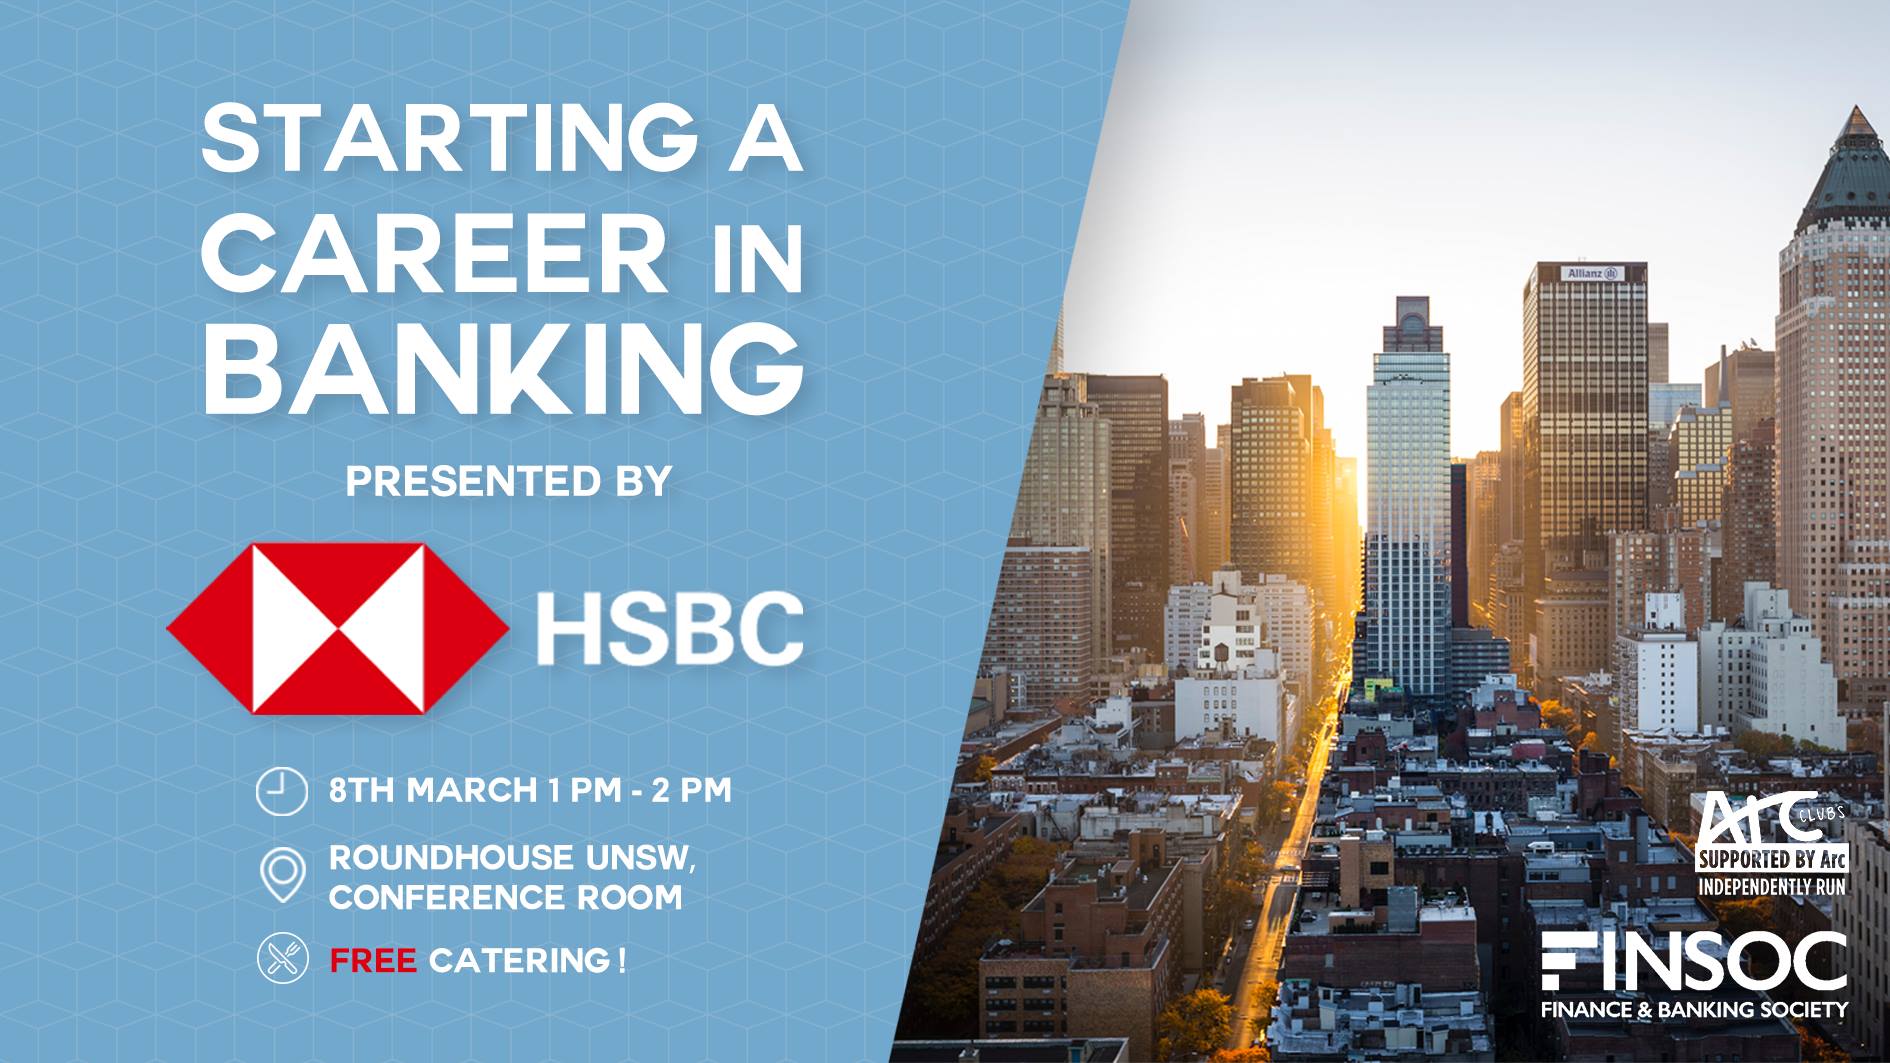 STARTING A
CAREER IN
BANKING
PRESENTED BY
HSBC
8TH MARCH 1 PM - 2 PM
ROUNDHOUSE UNSW,
CONFERENCE ROOM
FREE CATERING!
Allianz
Arc CLUBS
SUPPORTED BY Arc
INDEPENDENTLY RUN
FINSOC
FINANCE & BANKING SOCIETY